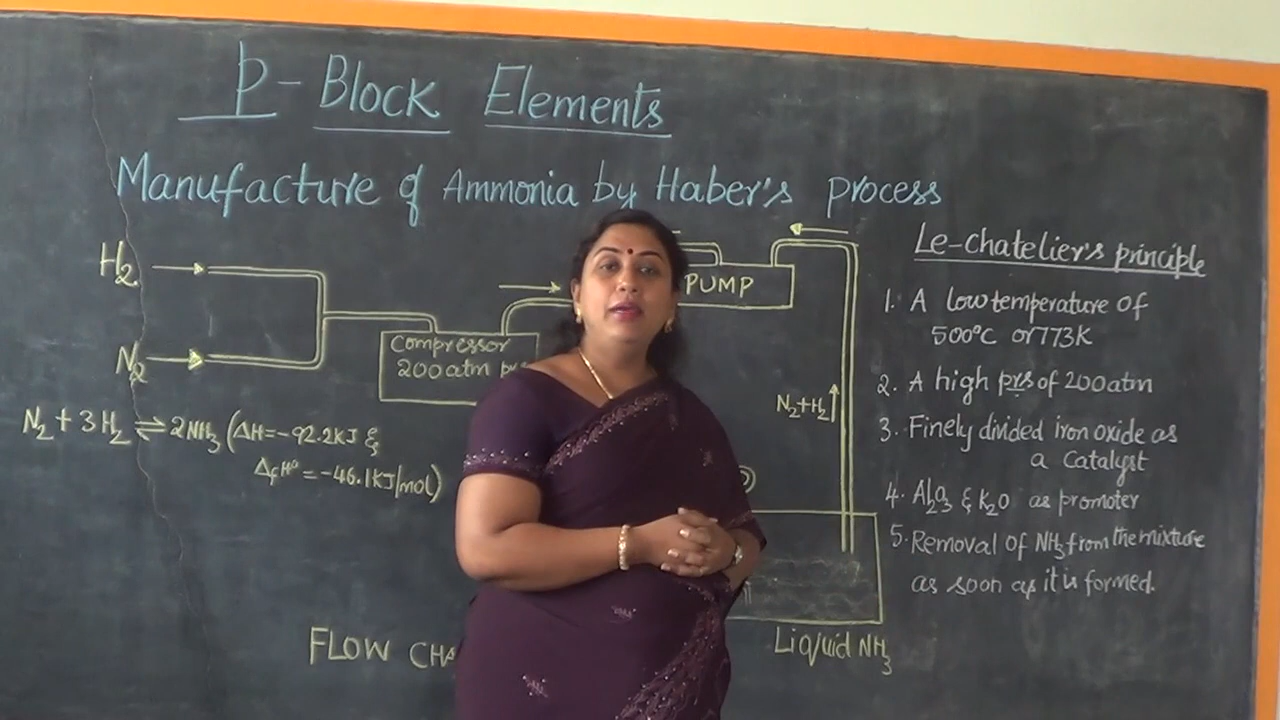 p-Block Elements
Manufacture of Ammonia by Haber's process
H2
N2
Compressor
200atm
PUMP
N2+H2
N2 + 3H2 ⇌ 2NH3 (ΔH=-92.2KJ &
ΔfH° = -46.1KJ/mol)
FLOW
Liquid NH3
Le-chatelier's principle
1. A low temperature of
500°C or 773K
2. A high prs of 200atm
3. Finely divided iron oxide as
a Catalyst
4. Al2O3 & K2O as promoter
5. Removal of NH3 from the mixture
as soon as it is formed.